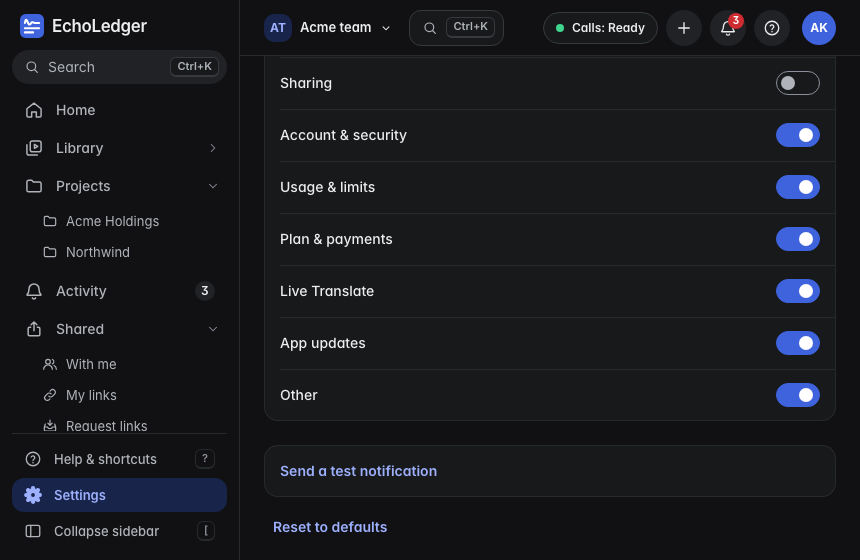 EchoLedger
Search
Ctrl+K
Home
Library
Projects
Acme Holdings
Northwind
Activity
3
Shared
With me
My links
Request links
Help & shortcuts
?
Settings
Collapse sidebar
[
AT
Acme team
Ctrl+K
Calls: Ready
3
AK
Sharing
Account & security
Usage & limits
Plan & payments
Live Translate
App updates
Other
Send a test notification
Reset to defaults